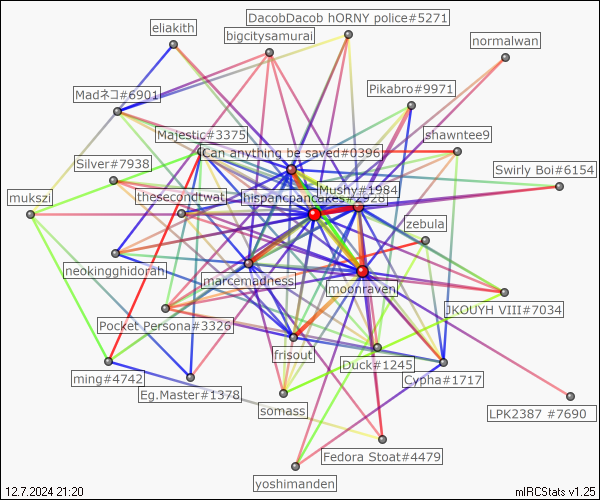 DacobDacob hORNY police#5271
eliakith
bigcitysamurai
normalwan
Pikabro#9971
Madネコ#6901
Majestic#3375
shawntee9
Can anything be saved#0396
Silver#7938
Swirly Boi#6154
Mushy#1984
mukszi
thesecondtwat
hispancpancakes#2928
zebula
neokingghidorah
marcemadness
moonraven
JKOUYH VIII#7034
Pocket Persona#3326
frisout
Duck#1245
ming#4742
Cypha#1717
Eg.Master#1378
somass
LPK2387 #7690
Fedora Stoat#4479
yoshimanden
12.7.2024 21:20
mIRCStats v1.25